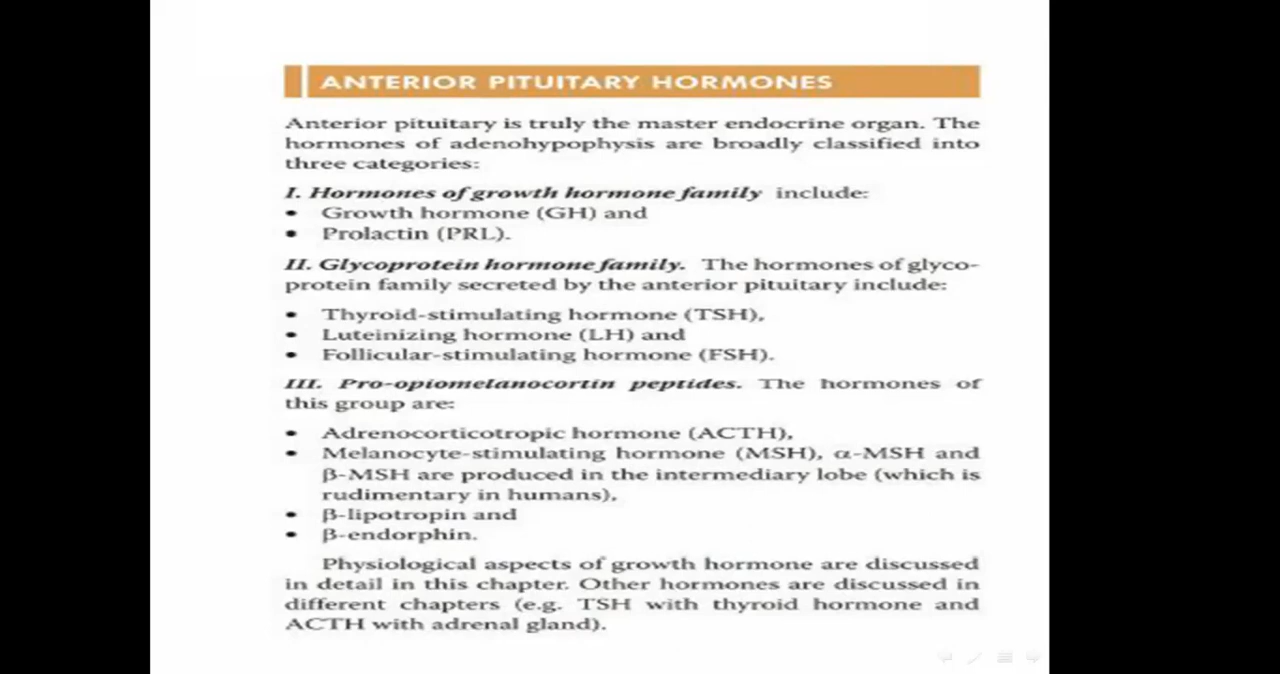 ANTERIOR PITUITARY HORMONES
Anterior pituitary is truly the master endocrine organ. The
hormones of adenohypophysis are broadly classified into
three categories:
I. Hormones of growth hormone family include:
• Growth hormone (GH) and
• Prolactin (PRL).
II. Glycoprotein hormone family. The hormones of glyco-
protein family secreted by the anterior pituitary include:
• Thyroid-stimulating hormone (TSH),
• Luteinizing hormone (LH) and
• Follicular-stimulating hormone (FSH).
III. Pro-opiomelanocortin peptides. The hormones of
this group are:
• Adrenocorticotropic hormone (ACTH),
• Melanocyte-stimulating hormone (MSH), α-MSH and
β-MSH are produced in the intermediary lobe (which is
rudimentary in humans),
• β-lipotropin and
• β-endorphin.
Physiological aspects of growth hormone are discussed
in detail in this chapter. Other hormones are discussed in
different chapters (e.g. TSH with thyroid hormone and
ACTH with adrenal gland).